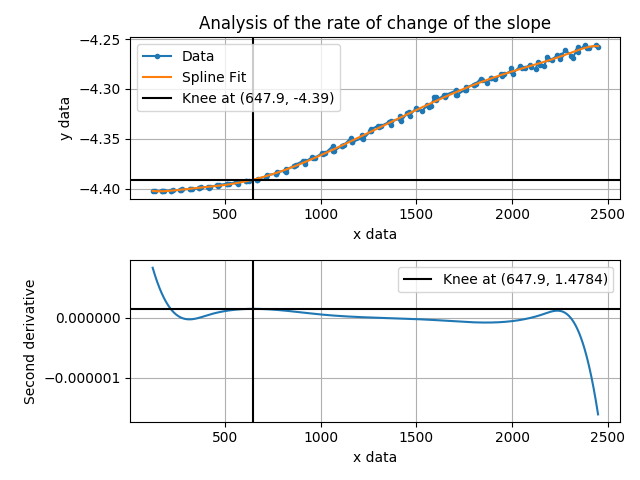 Analysis of the rate of change of the slope
−4.25
−4.30
−4.35
−4.40
y data
Data
Spline Fit
Knee at (647.9, -4.39)
500
1000
1500
2000
2500
x data
0.000000
−0.000001
Second derivative
Knee at (647.9, 1.4784)
500
1000
1500
2000
2500
x data